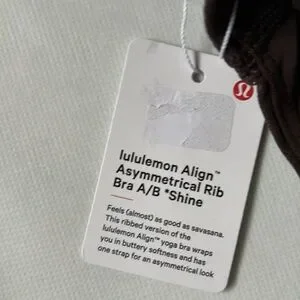 lululemon Align™
Asymmetrical Rib
Bra A/B *Shine
Feels (almost) as good as savasana.
This ribbed version of the
lululemon Align™ yoga bra wraps
you in buttery softness and has
one strap for an asymmetrical look